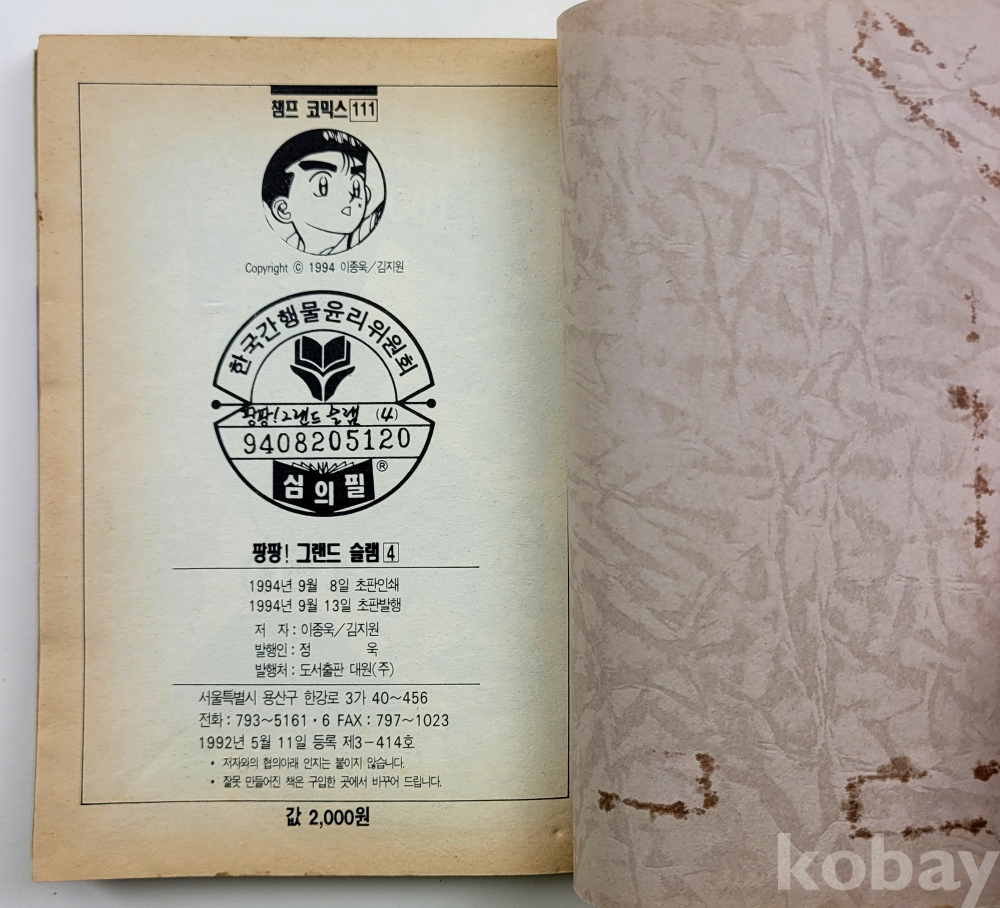 챔프 코믹스 111
Copyright © 1994 이종욱/김지원
한국간행물윤리위원회
팡팡! 그랜드 슬램 (4)
9408205120
심의필 ®
팡팡! 그랜드 슬램 4
1994년 9월 8일 초판인쇄
1994년 9월 13일 초판발행
저 자 : 이종욱/김지원
발행인 : 정 욱
발행처 : 도서출판 대원(주)
서울특별시 용산구 한강로 3가 40~456
전화 : 793~5161 · 6 FAX : 797~1023
1992년 5월 11일 등록 제3-414호
• 저자와의 협의아래 인지는 붙이지 않습니다.
• 잘못 만들어진 책은 구입한 곳에서 바꾸어 드립니다.
값 2,000원
kobay